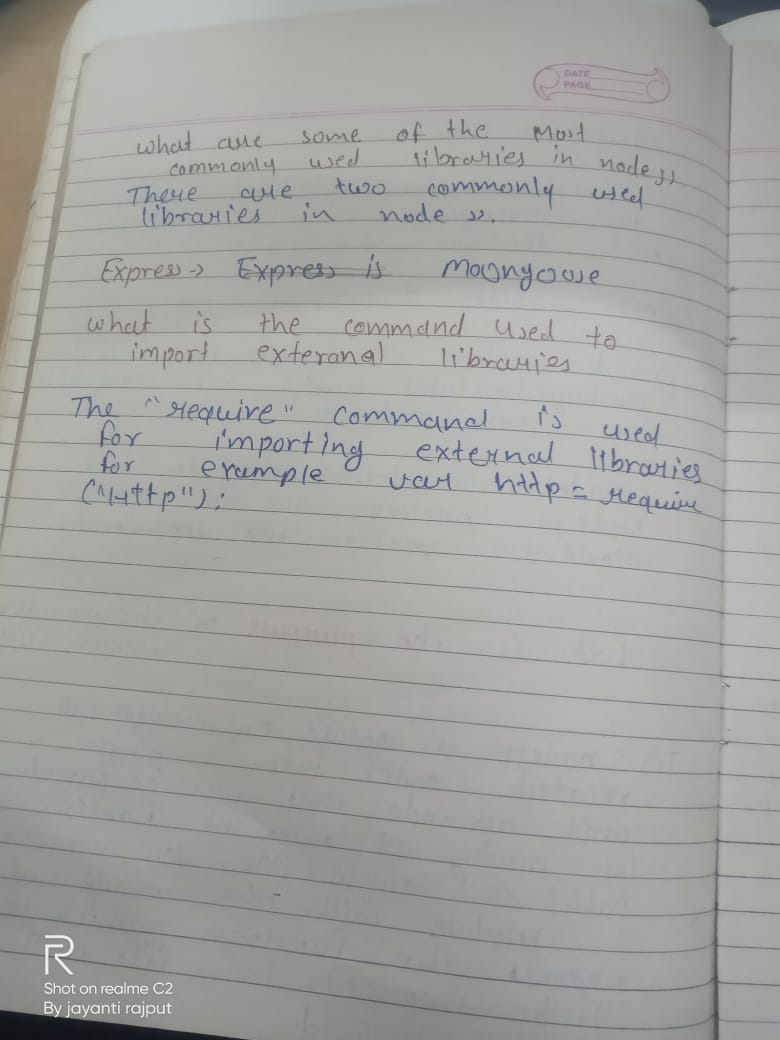 DATE
PAGE
What are some of the most
commonly used libraries in node js
There are two commonly used
libraries in node js.
Express → Express is Moongoose
What is the command used to
import exteranal libraries
The "require" command is used
for importing external libraries
for example var http = require
("Http");
R
Shot on realme C2
By jayanti rajput